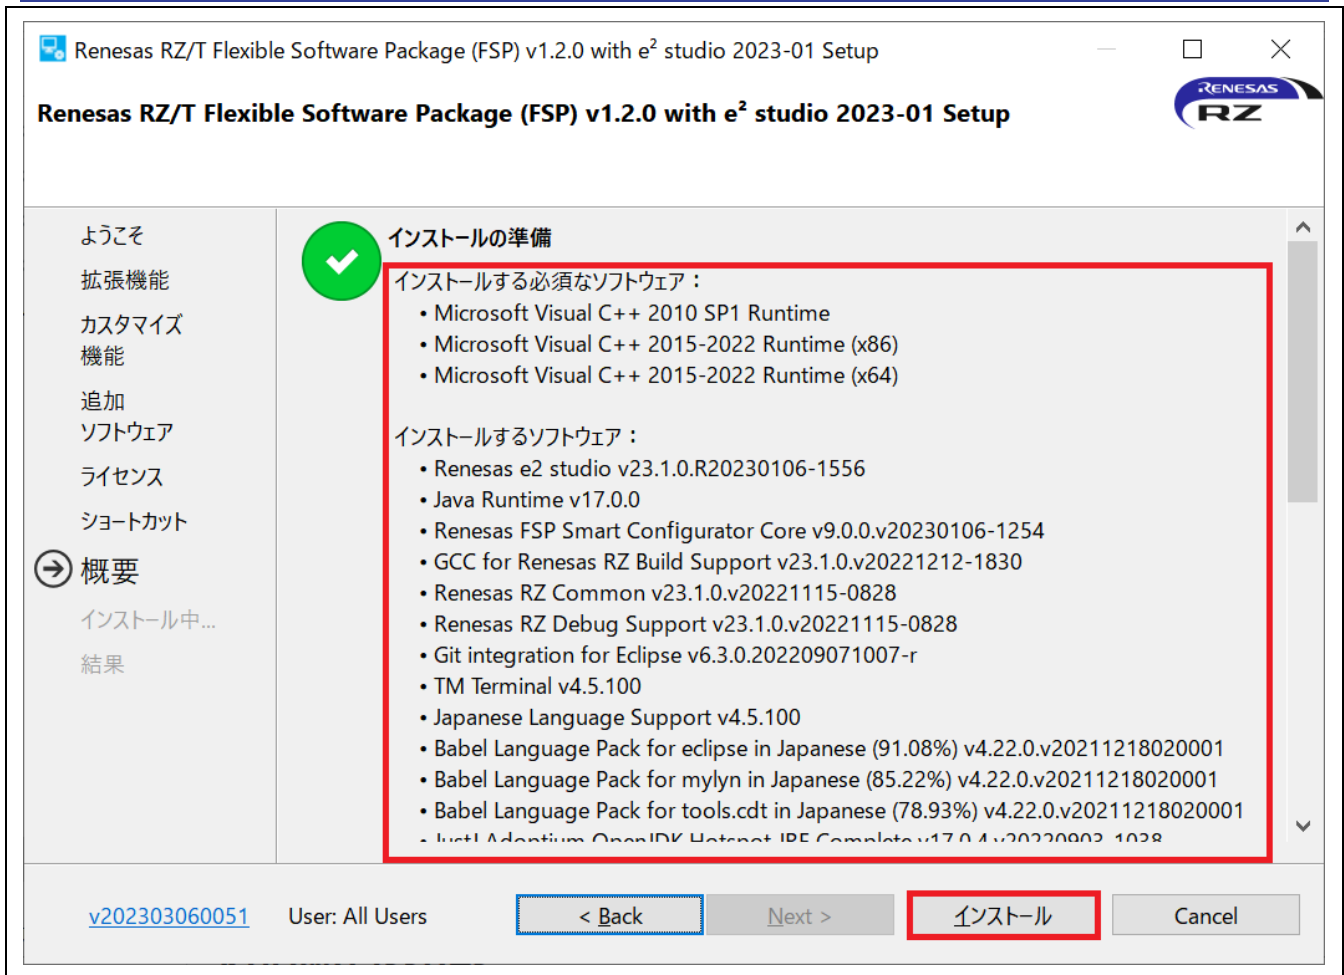 Renesas RZ/T Flexible Software Package (FSP) v1.2.0 with e² studio 2023-01 Setup
Renesas RZ/T Flexible Software Package (FSP) v1.2.0 with e² studio 2023-01 Setup
RENESAS
RZ
ようこそ
拡張機能
カスタマイズ
機能
追加
ソフトウェア
ライセンス
ショートカット
概要
インストール中...
結果
インストールの準備
インストールする必須なソフトウェア：
• Microsoft Visual C++ 2010 SP1 Runtime
• Microsoft Visual C++ 2015-2022 Runtime (x86)
• Microsoft Visual C++ 2015-2022 Runtime (x64)
インストールするソフトウェア：
• Renesas e2 studio v23.1.0.R20230106-1556
• Java Runtime v17.0.0
• Renesas FSP Smart Configurator Core v9.0.0.v20230106-1254
• GCC for Renesas RZ Build Support v23.1.0.v20221212-1830
• Renesas RZ Common v23.1.0.v20221115-0828
• Renesas RZ Debug Support v23.1.0.v20221115-0828
• Git integration for Eclipse v6.3.0.202209071007-r
• TM Terminal v4.5.100
• Japanese Language Support v4.5.100
• Babel Language Pack for eclipse in Japanese (91.08%) v4.22.0.v20211218020001
• Babel Language Pack for mylyn in Japanese (85.22%) v4.22.0.v20211218020001
• Babel Language Pack for tools.cdt in Japanese (78.93%) v4.22.0.v20211218020001
• JustJ Adoptium OpenJDK Hotspot JRE Complete v17.0.4.v20220903-1038
v202303060051
User: All Users
< Back
Next >
インストール
Cancel